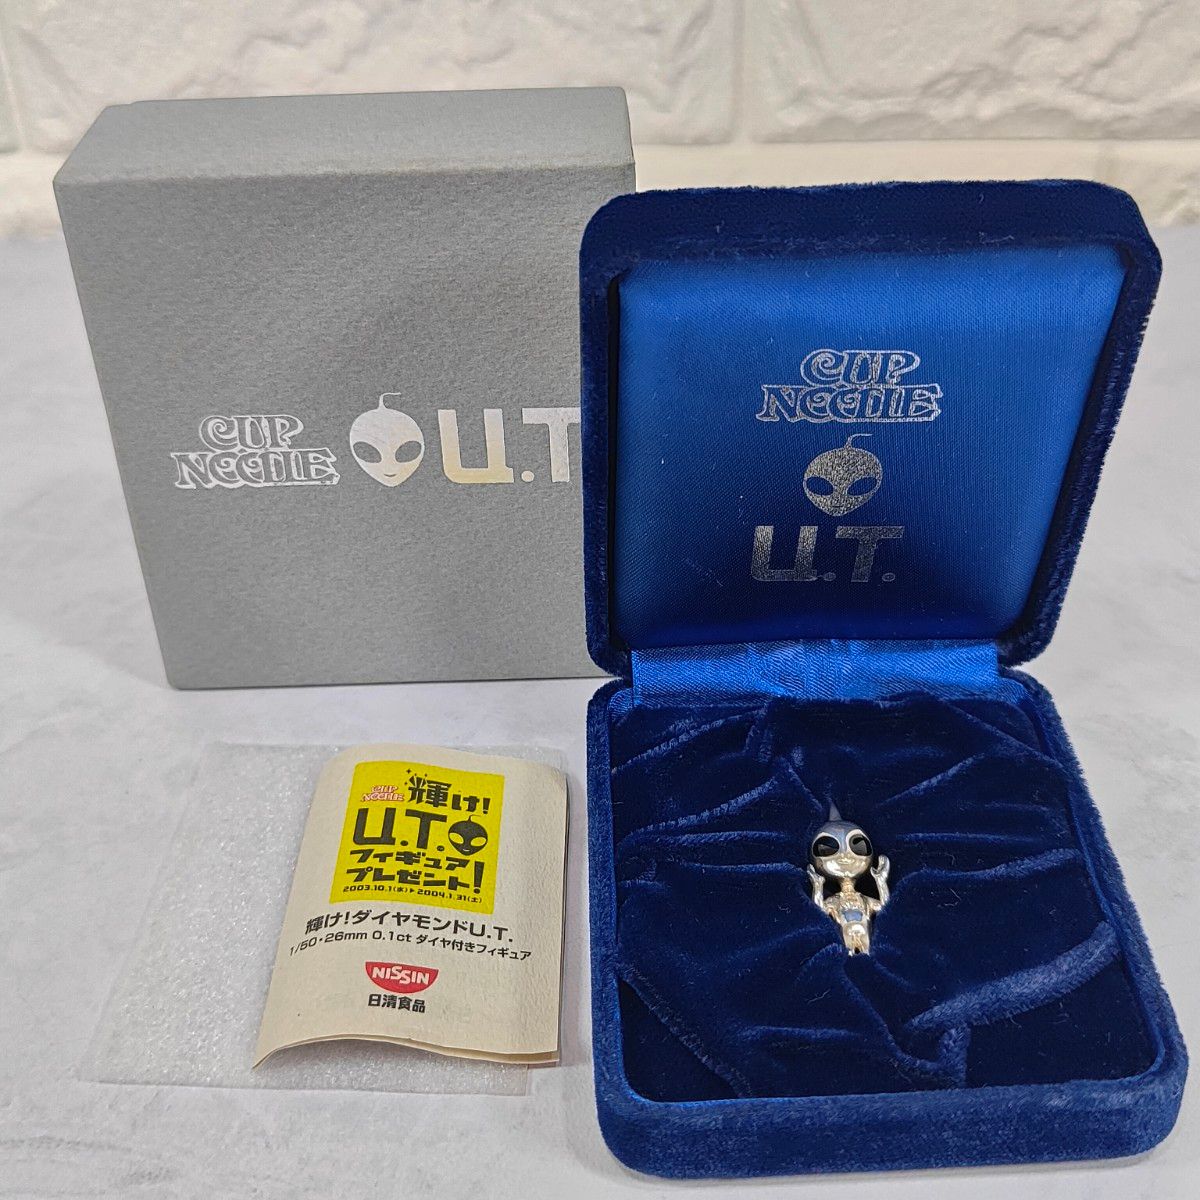 CUP
NOODLE U.T.
CUP
NOODLE
U.T.
CUP
NOODLE 輝け!
U.T.
フィギュア
プレゼント!
2003.10.1(水)▶2004.1.31(土)
輝け!ダイヤモンドU.T.
1/50・26mm 0.1ct ダイヤ付きフィギュア
NISSIN
日清食品